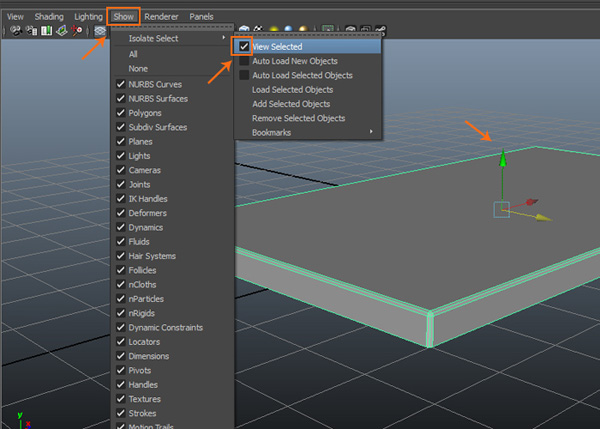 View Shading Lighting Show Renderer Panels
Isolate Select
All
None
NURBS Curves
NURBS Surfaces
Polygons
Subdiv Surfaces
Planes
Lights
Cameras
Joints
IK Handles
Deformers
Dynamics
Fluids
Hair Systems
Follicles
nCloths
nParticles
nRigids
Dynamic Constraints
Locators
Dimensions
Pivots
Handles
Textures
Strokes
Motion Trails
View Selected
Auto Load New Objects
Auto Load Selected Objects
Load Selected Objects
Add Selected Objects
Remove Selected Objects
Bookmarks
y